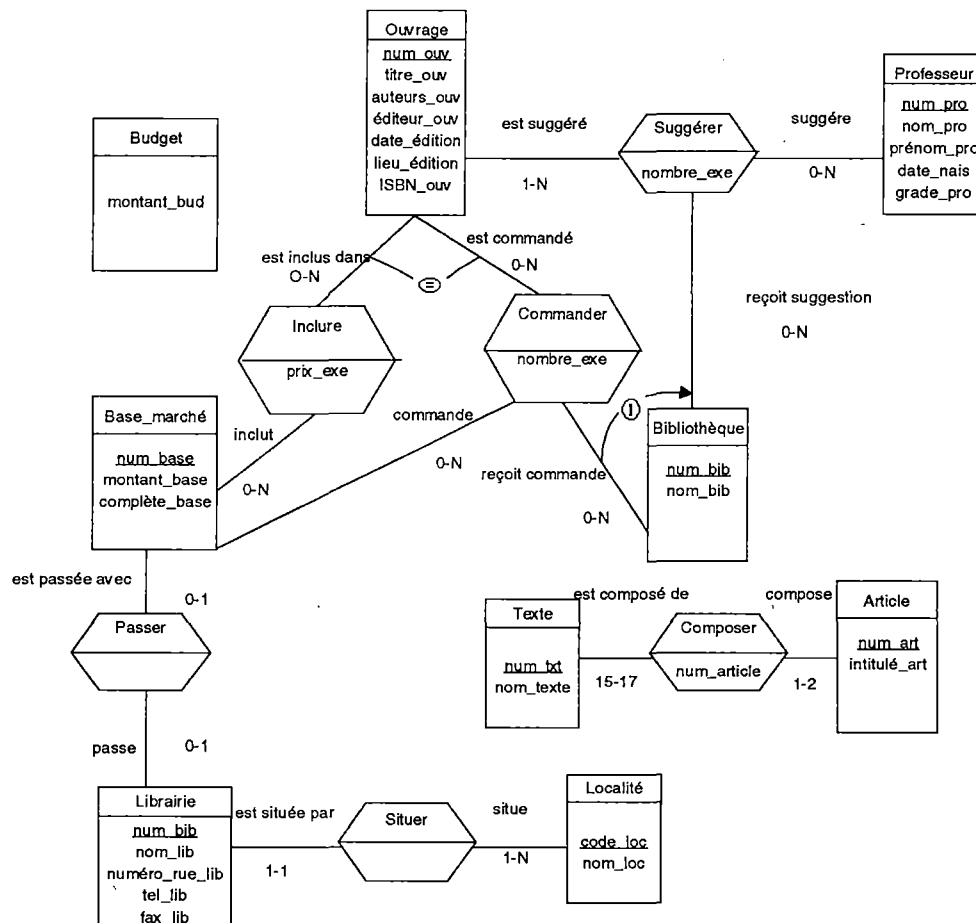 Ouvrage
num_ouv
titre_ouv
auteurs_ouv
éditeur_ouv
date_édition
lieu_édition
ISBN_ouv
Professeur
num_pro
nom_pro
prénom_pro
date_nais
grade_pro
Budget
montant_bud
est suggéré
1-N
Suggérer
nombre_exe
suggére
0-N
est inclus dans
O-N
=
est commandé
0-N
reçoit suggestion
0-N
Inclure
prix_exe
Commander
nombre_exe
Base_marché
num_base
montant_base
complète_base
inclut
0-N
commande
0-N
reçoit commande
0-N
I
Bibliothèque
num_bib
nom_bib
est passée avec
0-1
Passer
passe
0-1
Texte
num_txt
nom_texte
est composé de
15-17
Composer
num_article
compose
1-2
Article
num_art
intitulé_art
Librairie
num_bib
nom_lib
numéro_rue_lib
tel_lib
fax_lib
est située par
1-1
Situer
situe
1-N
Localité
code_loc
nom_loc